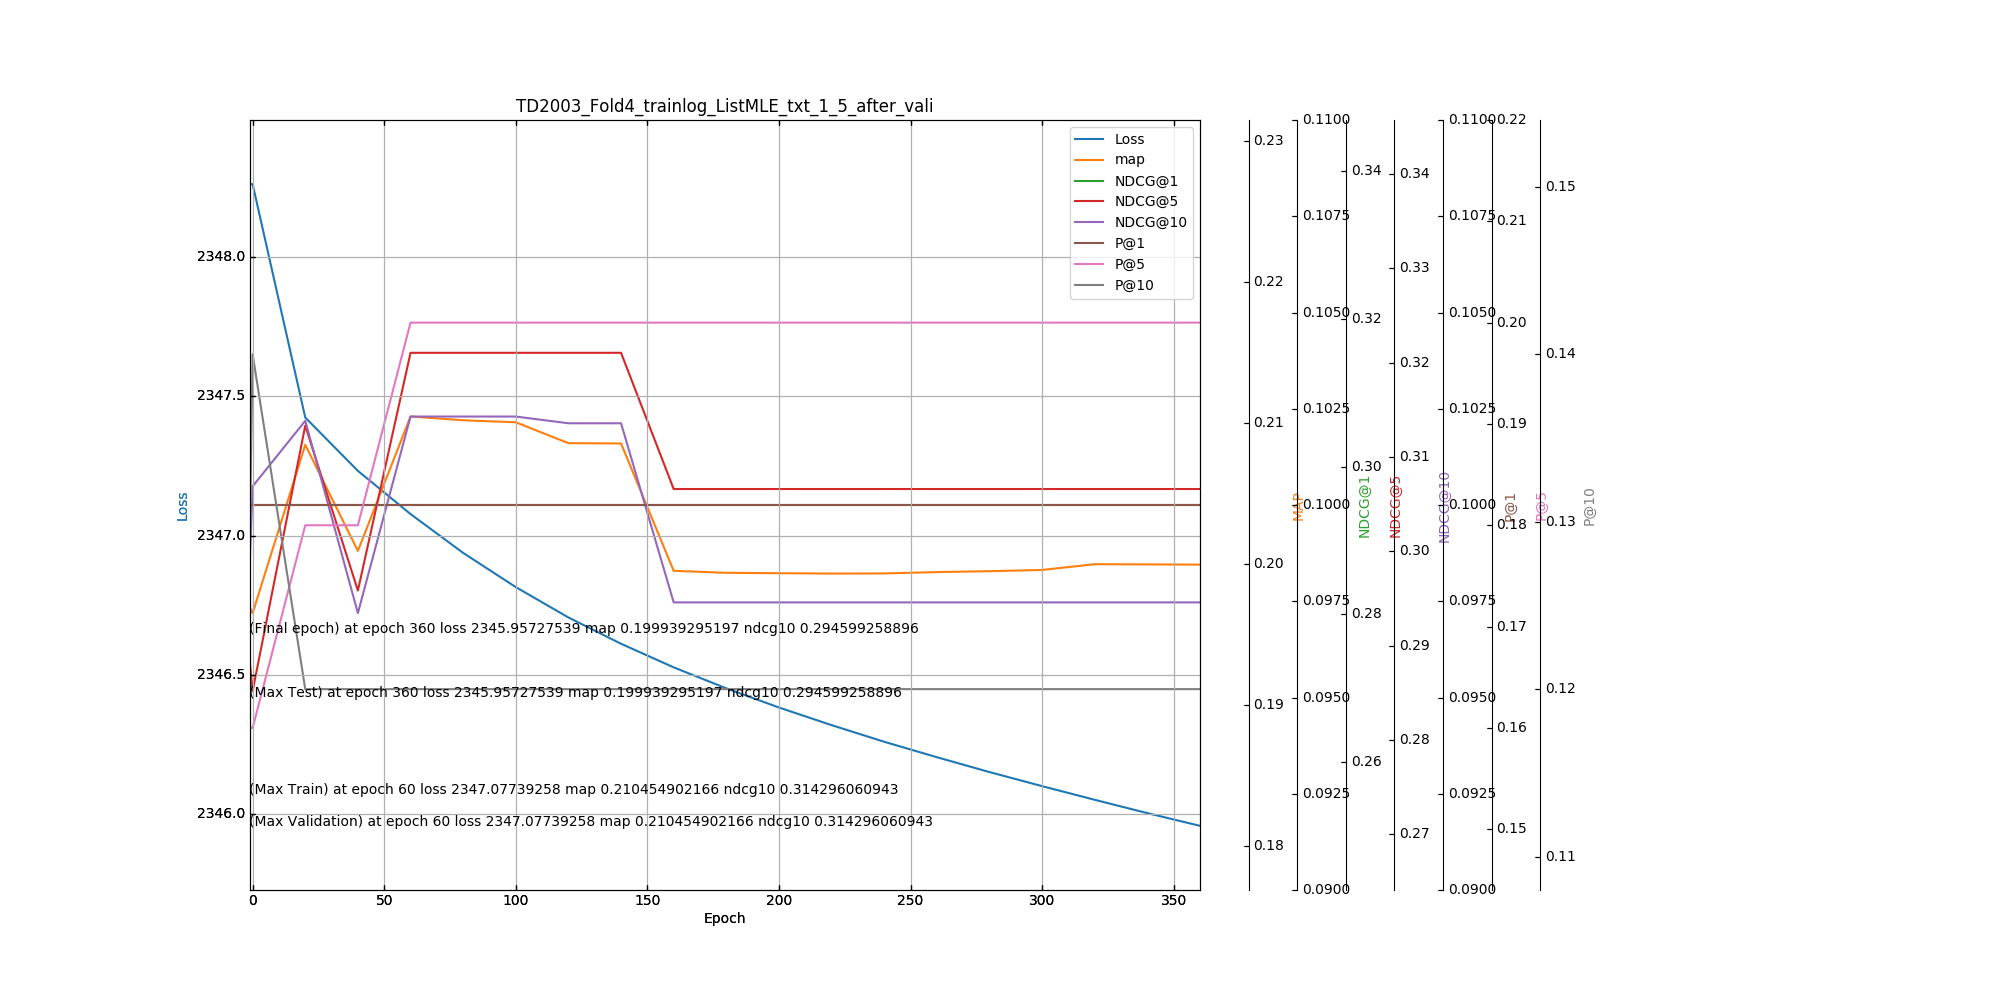 TD2003_Fold4_trainlog_ListMLE_txt_1_5_after_vali
Loss
map
NDCG@1
NDCG@5
NDCG@10
P@1
P@5
P@10
2348.0
2347.5
2347.0
2346.5
2346.0
Loss
(Final epoch) at epoch 360 loss 2345.95727539 map 0.199939295197 ndcg10 0.294599258896
(Max Test) at epoch 360 loss 2345.95727539 map 0.199939295197 ndcg10 0.294599258896
(Max Train) at epoch 60 loss 2347.07739258 map 0.210454902166 ndcg10 0.314296060943
(Max Validation) at epoch 60 loss 2347.07739258 map 0.210454902166 ndcg10 0.314296060943
0 50 100 150 200 250 300 350
Epoch
0.23
0.22
0.21
0.20
0.19
0.18
MAP
0.1100
0.1075
0.1050
0.1025
0.1000
0.0975
0.0950
0.0925
0.0900
NDCG@1
0.34
0.32
0.30
0.28
0.26
NDCG@5
0.34
0.33
0.32
0.31
0.30
0.29
0.28
0.27
NDCG@10
0.1100
0.1075
0.1050
0.1025
0.1000
0.0975
0.0950
0.0925
0.0900
P@1
0.22
0.21
0.20
0.19
0.18
0.17
0.16
0.15
P@5
0.15
0.14
0.13
0.12
0.11
P@10